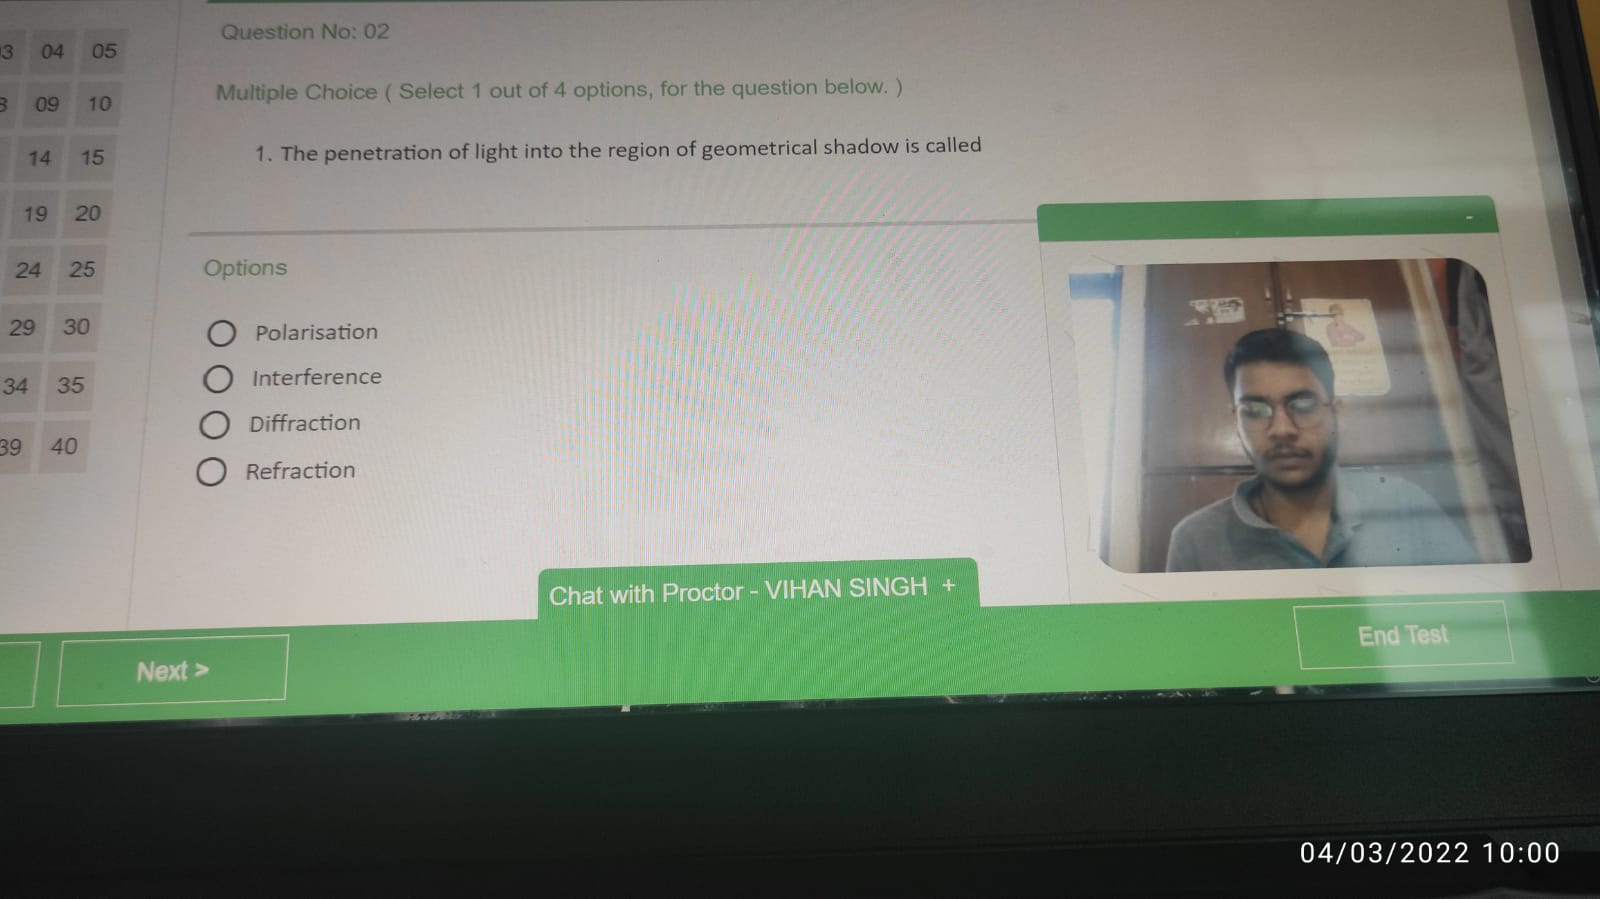 Question No: 02
Multiple Choice ( Select 1 out of 4 options, for the question below. )
1. The penetration of light into the region of geometrical shadow is called
3 04 05
09 10
14 15
19 20
24 25
29 30
34 35
39 40
-
Options
Polarisation
Interference
Diffraction
Refraction
Chat with Proctor - VIHAN SINGH +
Next >
End Test
04/03/2022 10:00